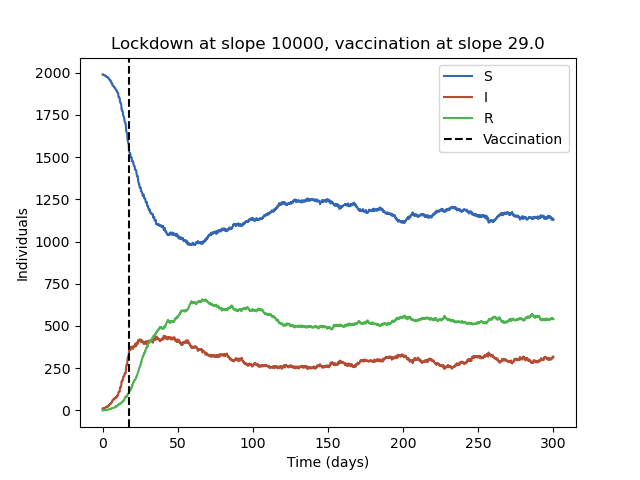 Lockdown at slope 10000, vaccination at slope 29.0
S
I
R
Vaccination
Individuals
2000
1750
1500
1250
1000
750
500
250
0
0 50 100 150 200 250 300
Time (days)